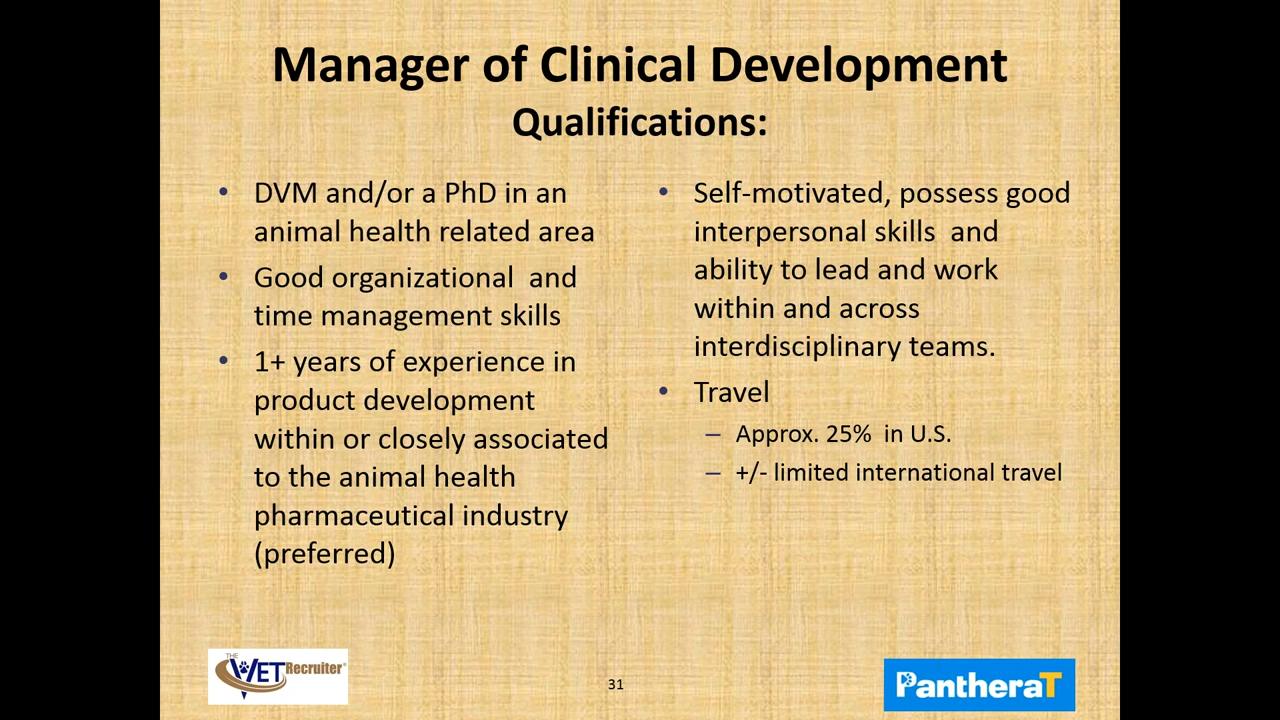 Manager of Clinical Development
Qualifications:
• DVM and/or a PhD in an
animal health related area
• Good organizational  and
time management skills
• 1+ years of experience in
product development
within or closely associated
to the animal health
pharmaceutical industry
(preferred)
• Self-motivated, possess good
interpersonal skills  and
ability to lead and work
within and across
interdisciplinary teams.
• Travel
– Approx. 25%  in U.S.
– +/- limited international travel
THE
VET Recruiter®
31
PantheraT